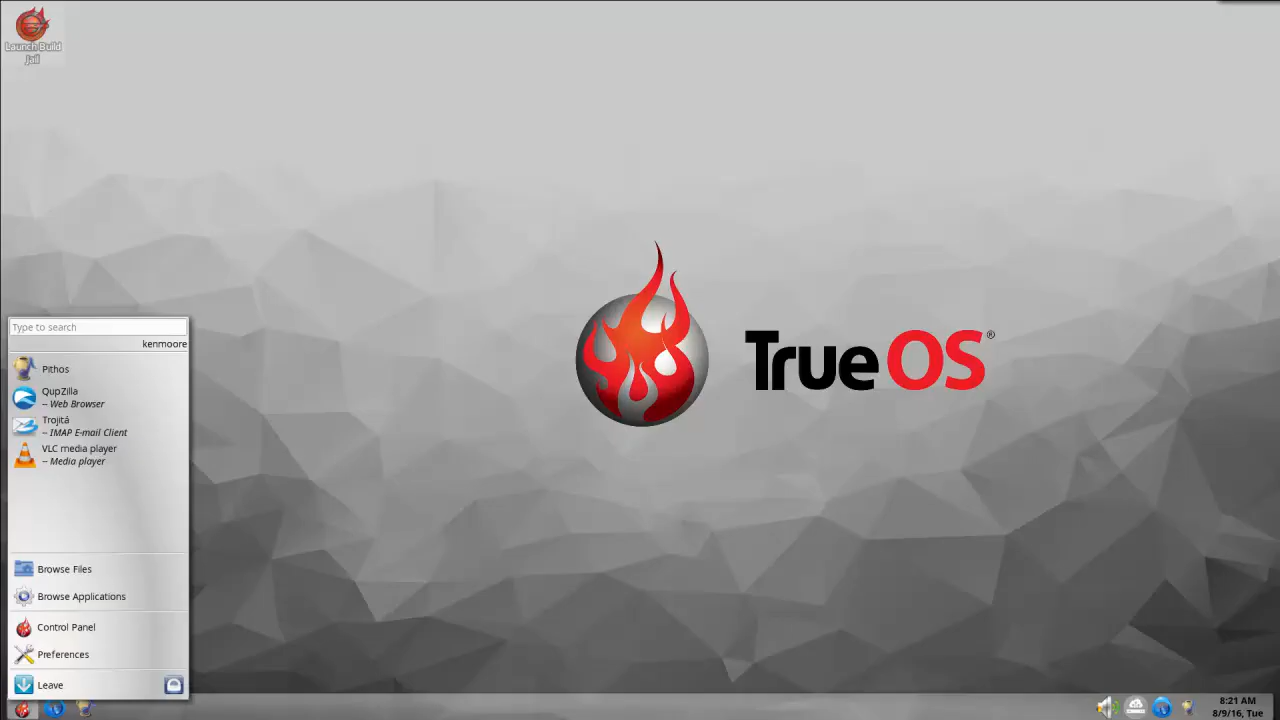 Launch Build
Jail
TrueOS®
Type to search
kenmoore
Pithos
QupZilla
-- Web Browser
Trojitá
-- IMAP E-mail Client
VLC media player
-- Media player
Browse Files
Browse Applications
Control Panel
Preferences
Leave
8:21 AM
8/9/16, Tue